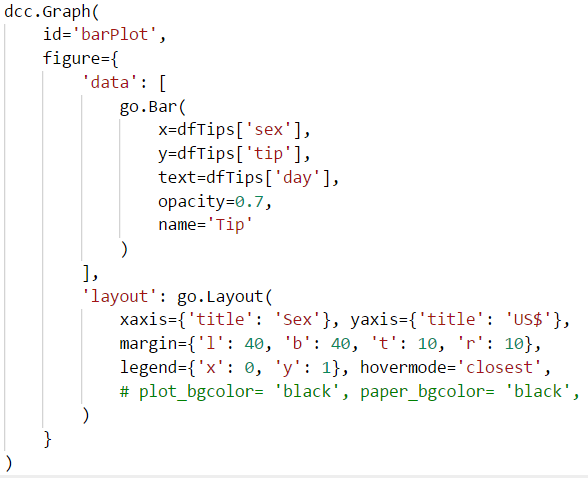 dcc.Graph(
    id='barPlot',
    figure={
        'data': [
            go.Bar(
                x=dfTips['sex'],
                y=dfTips['tip'],
                text=dfTips['day'],
                opacity=0.7,
                name='Tip'
            )
        ],
        'layout': go.Layout(
            xaxis={'title': 'Sex'}, yaxis={'title': 'US$'},
            margin={'l': 40, 'b': 40, 't': 10, 'r': 10},
            legend={'x': 0, 'y': 1}, hovermode='closest',
            # plot_bgcolor= 'black', paper_bgcolor= 'black',
        )
    }
)